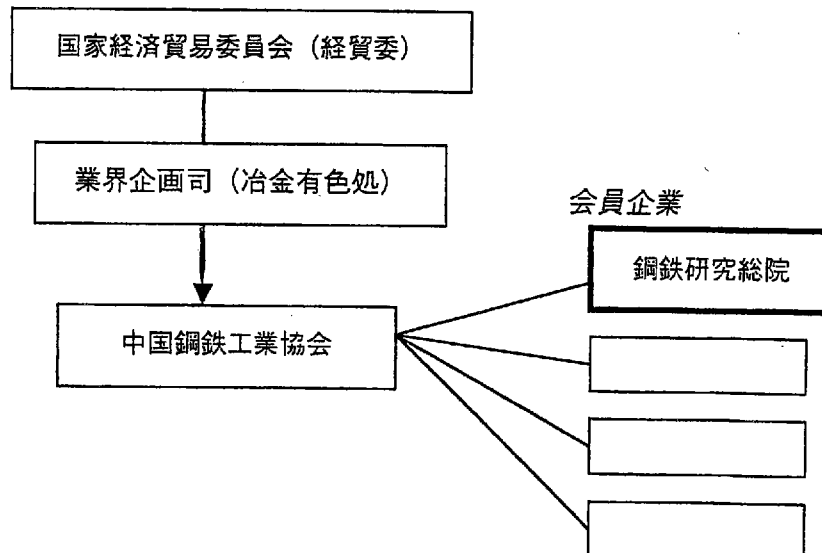 国家経済貿易委員会（経貿委）
業界企画司（冶金有色処）
会員企業
鋼鉄研究総院
中国鋼鉄工業協会